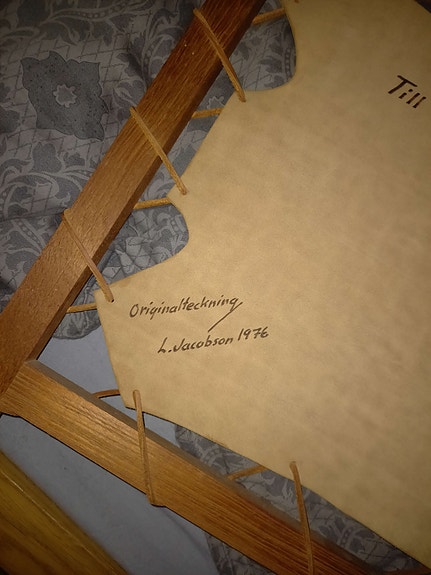 Till
Originalteckning
L. Jacobson 1976